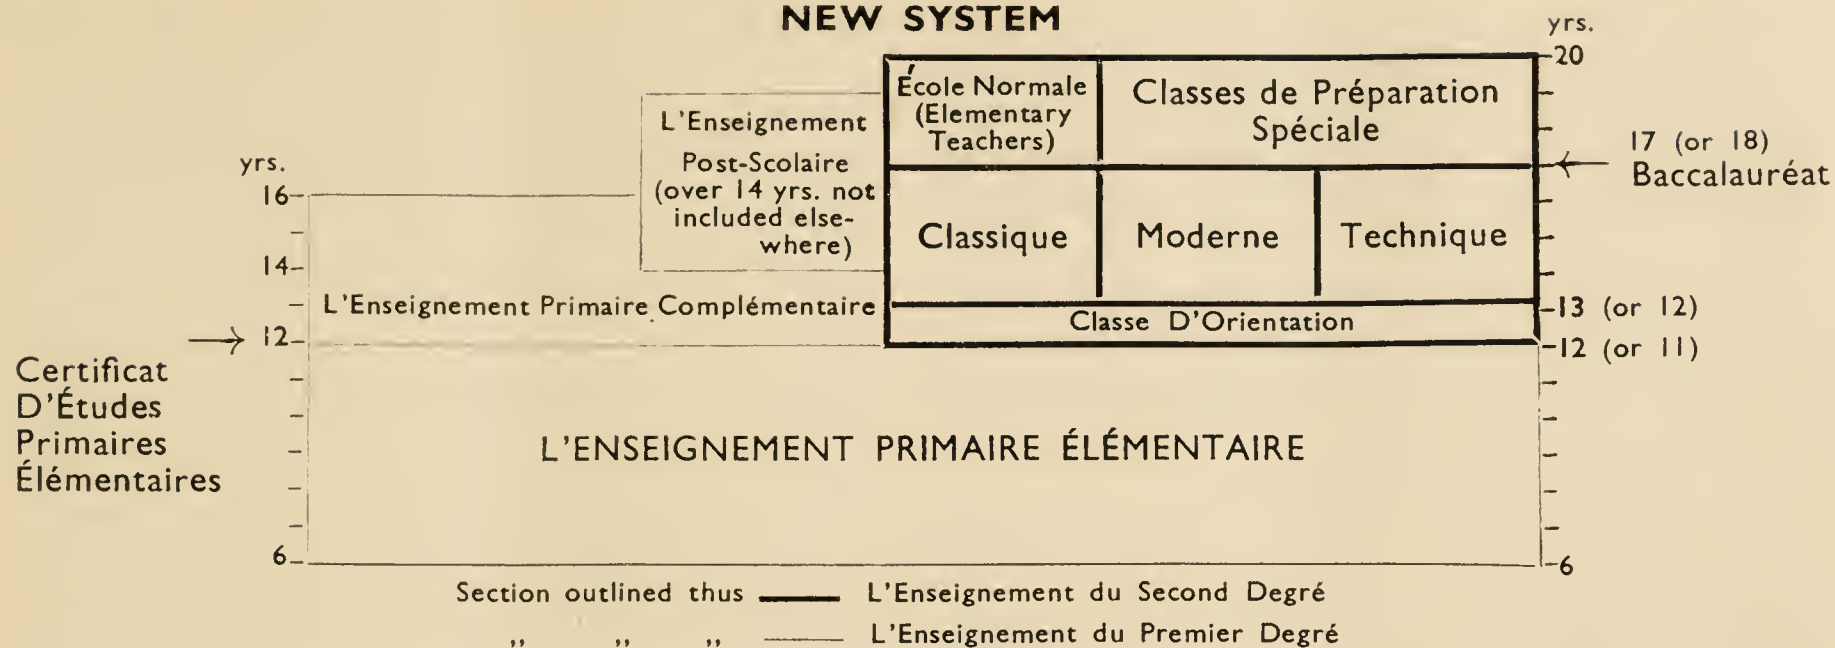 NEW SYSTEM
yrs.
20
École Normale
(Elementary
Teachers)
Classes de Préparation
Spéciale
L'Enseignement
Post-Scolaire
(over 14 yrs. not
included else-
where)
17 (or 18)
Baccalauréat
yrs.
16
14
12
6
Classique
Moderne
Technique
L'Enseignement Primaire Complémentaire
Classe D'Orientation
13 (or 12)
12 (or 11)
Certificat
D'Études
Primaires
Élémentaires
L'ENSEIGNEMENT PRIMAIRE ÉLÉMENTAIRE
6
Section outlined thus L'Enseignement du Second Degré
,, ,, ,, L'Enseignement du Premier Degré